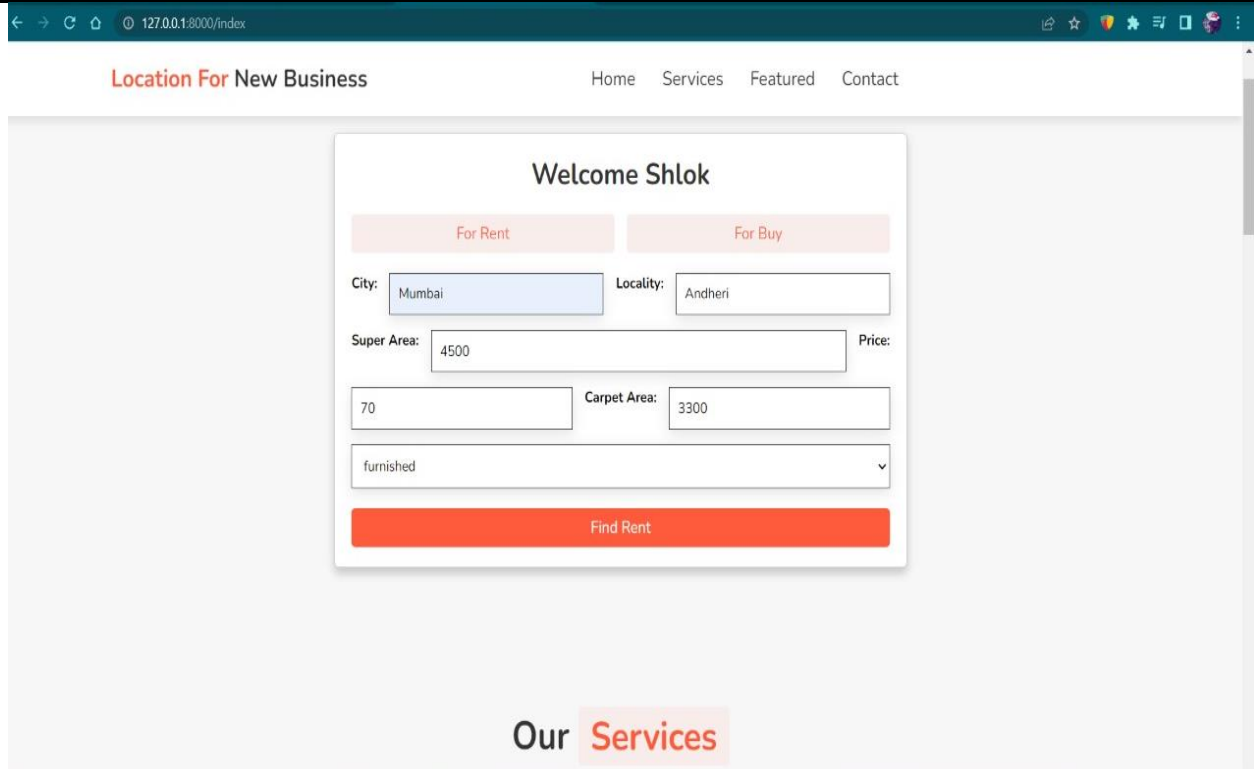 127.0.0.1:8000/index
Location For New Business Home Services Featured Contact
Welcome Shlok
For Rent For Buy
City: Mumbai Locality: Andheri
Super Area: 4500 Price:
70 Carpet Area: 3300
furnished
Find Rent
Our Services